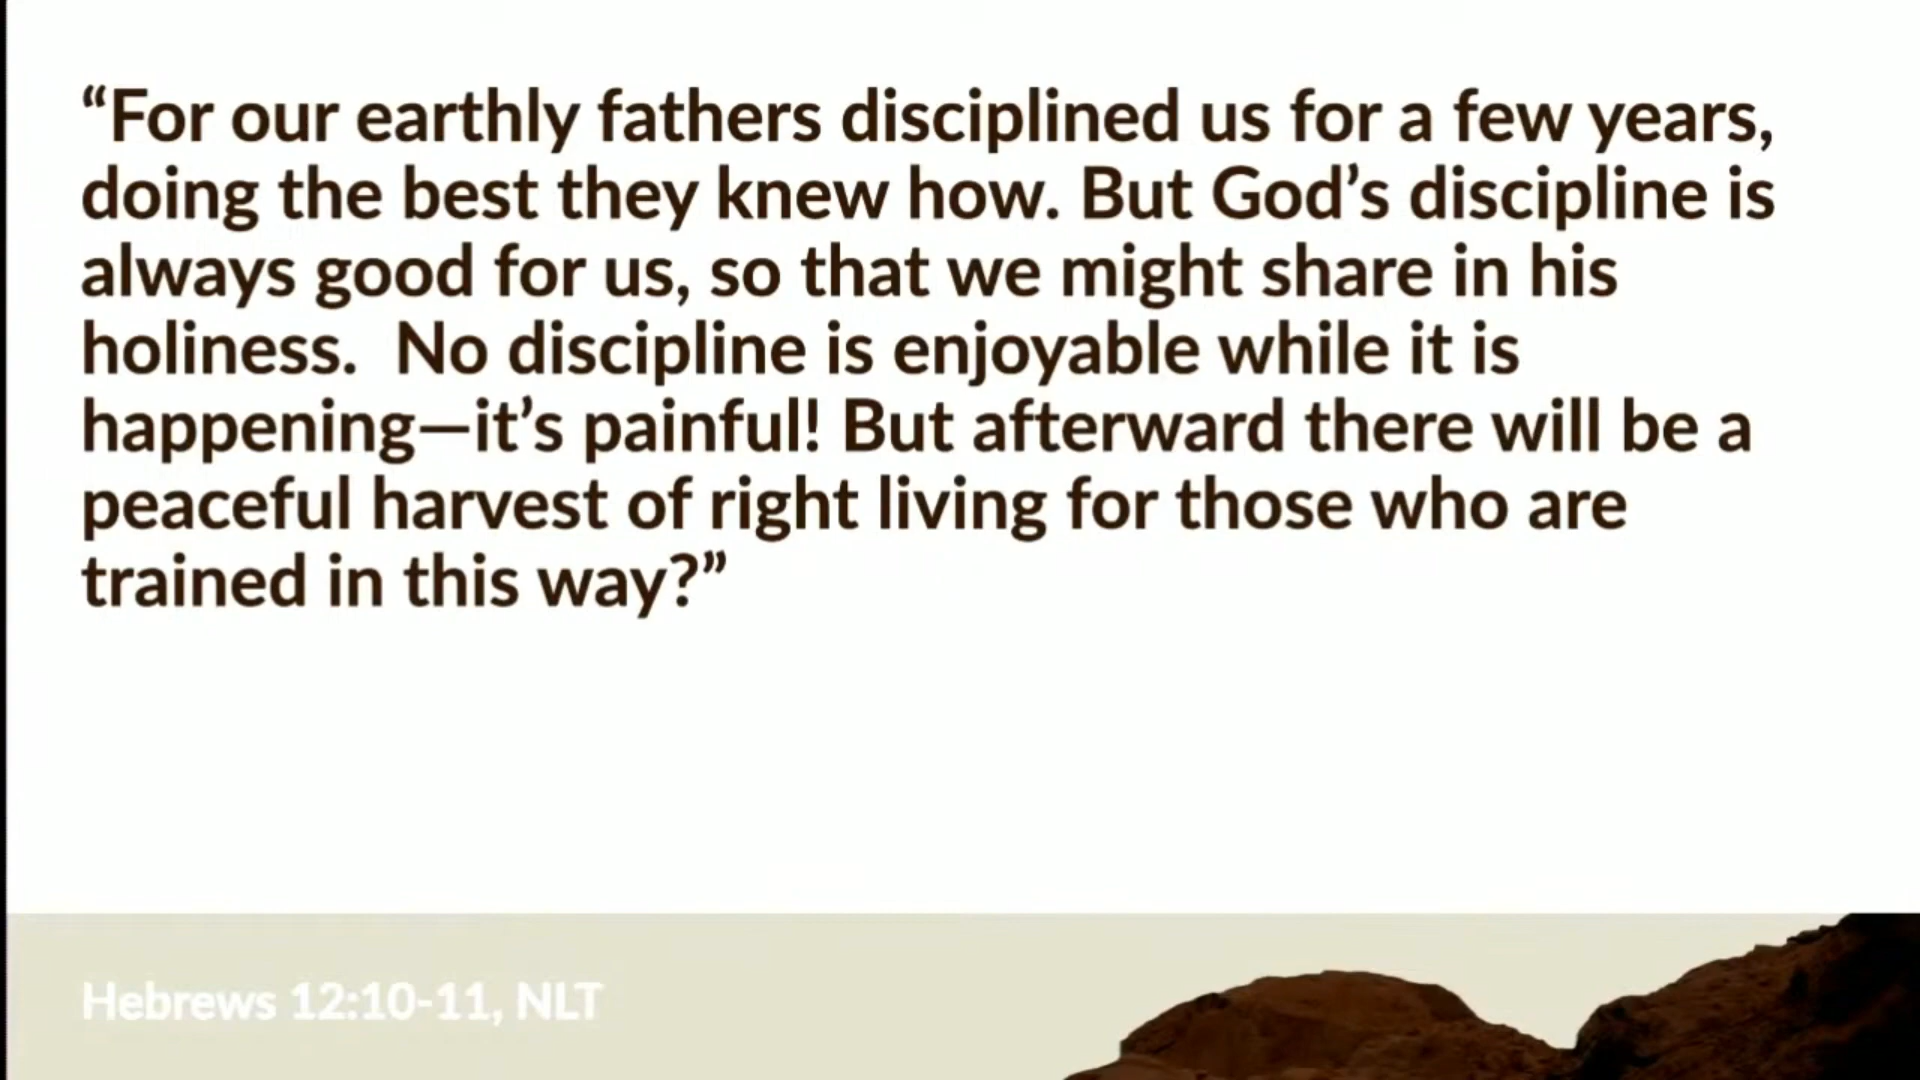 “For our earthly fathers disciplined us for a few years,
doing the best they knew how. But God’s discipline is
always good for us, so that we might share in his
holiness.  No discipline is enjoyable while it is
happening—it’s painful! But afterward there will be a
peaceful harvest of right living for those who are
trained in this way?”
Hebrews 12:10-11, NLT